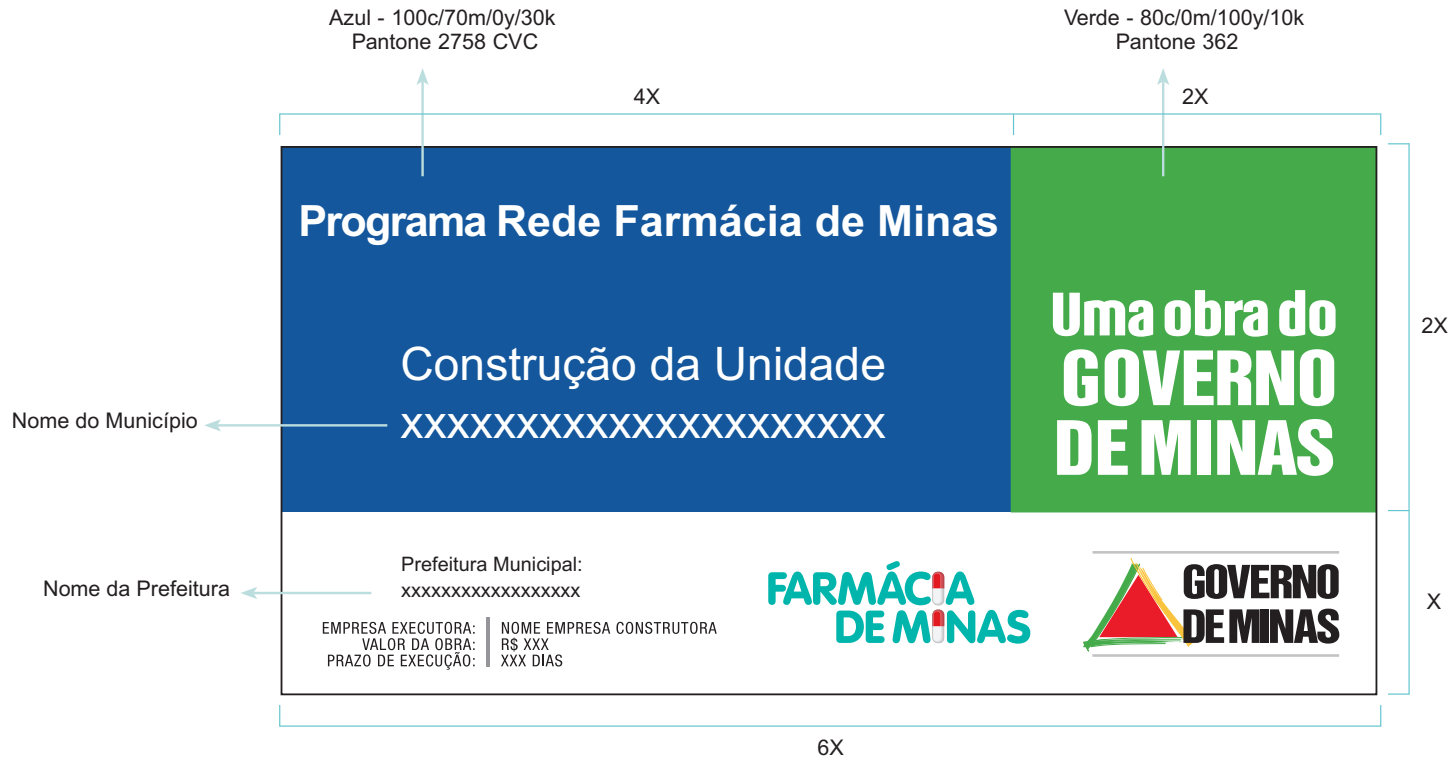 Azul - 100c/70m/0y/30k
Pantone 2758 CVC
Verde - 80c/0m/100y/10k
Pantone 362
4X
2X
Programa Rede Farmácia de Minas
Uma obra do
GOVERNO
DE MINAS
2X
Construção da Unidade
Nome do Município
xxxxxxxxxxxxxxxxxxxxx
Prefeitura Municipal:
Nome da Prefeitura
xxxxxxxxxxxxxxxxxx
EMPRESA EXECUTORA: NOME EMPRESA CONSTRUTORA
VALOR DA OBRA: R$ XXX
PRAZO DE EXECUÇÃO: XXX DIAS
FARMÁCIA
DE MINAS
GOVERNO
DE MINAS
X
6X